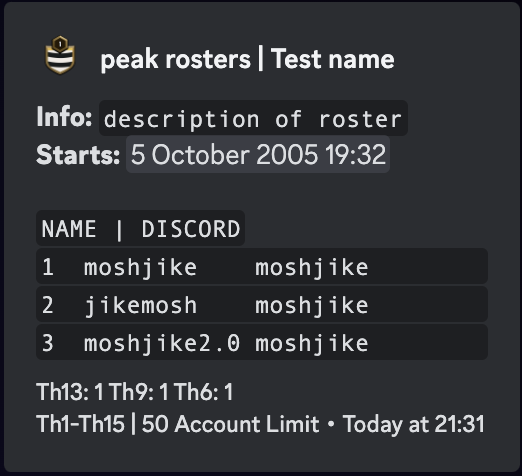 peak rosters | Test name
Info: description of roster
Starts: 5 October 2005 19:32
NAME | DISCORD
1 moshjike moshjike
2 jikemosh moshjike
3 moshjike2.0 moshjike
Th13: 1 Th9: 1 Th6: 1
Th1-Th15 | 50 Account Limit • Today at 21:31